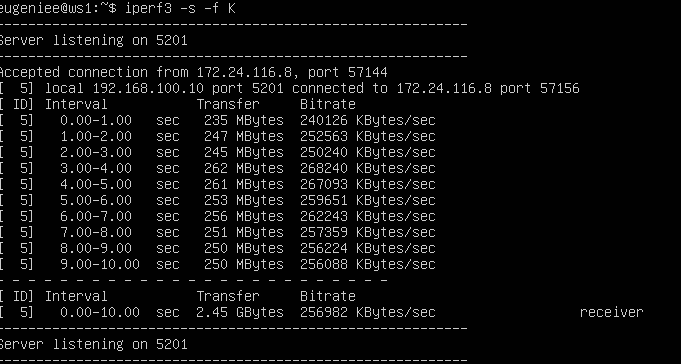 eugeniee@ws1:~$ iperf3 -s -f K
-----------------------------------------------------------
Server listening on 5201
-----------------------------------------------------------
Accepted connection from 172.24.116.8, port 57144
[  5] local 192.168.100.10 port 5201 connected to 172.24.116.8 port 57156
[ ID] Interval           Transfer     Bitrate
[  5]   0.00-1.00   sec   235 MBytes  240126 KBytes/sec
[  5]   1.00-2.00   sec   247 MBytes  252563 KBytes/sec
[  5]   2.00-3.00   sec   245 MBytes  250240 KBytes/sec
[  5]   3.00-4.00   sec   262 MBytes  268240 KBytes/sec
[  5]   4.00-5.00   sec   261 MBytes  267093 KBytes/sec
[  5]   5.00-6.00   sec   253 MBytes  259651 KBytes/sec
[  5]   6.00-7.00   sec   256 MBytes  262243 KBytes/sec
[  5]   7.00-8.00   sec   251 MBytes  257359 KBytes/sec
[  5]   8.00-9.00   sec   250 MBytes  256224 KBytes/sec
[  5]   9.00-10.00  sec   250 MBytes  256088 KBytes/sec
- - - - - - - - - - - - - - - - - - - - - - - - -
[ ID] Interval           Transfer     Bitrate
[  5]   0.00-10.00  sec  2.45 GBytes  256982 KBytes/sec                  receiver
-----------------------------------------------------------
Server listening on 5201
-----------------------------------------------------------